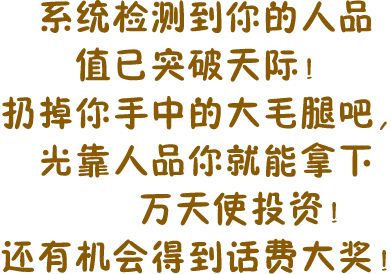 系统检测到你的人品
值已突破天际！
扔掉你手中的大毛腿吧，
光靠人品你就能拿下
万天使投资！
还有机会得到话费大奖！